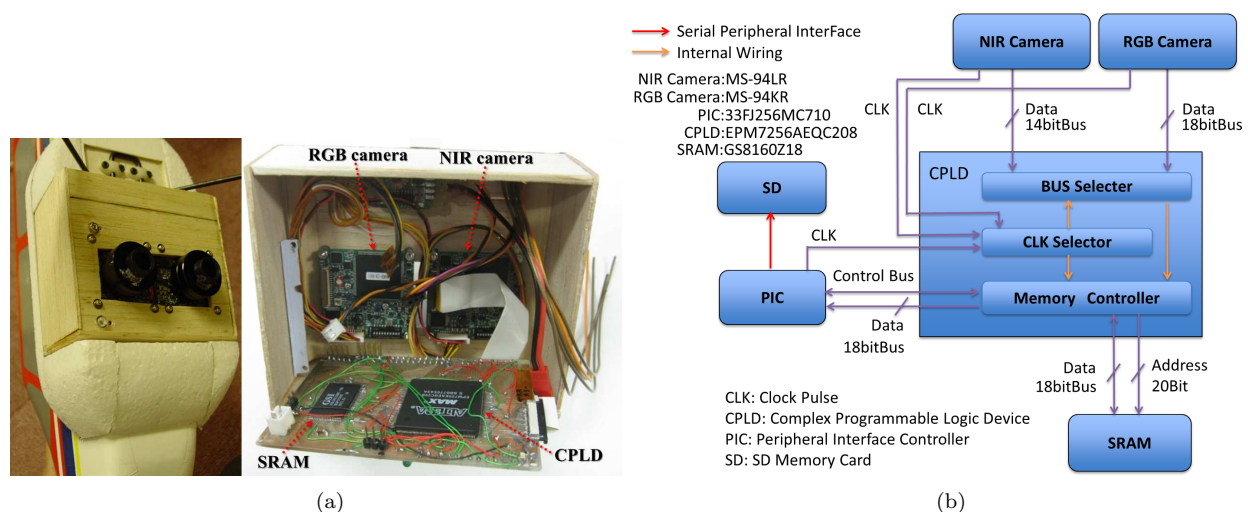 RGB camera
NIR camera
ALTERA
MAX
SRAM
CPLD
(a)
Serial Peripheral InterFace
Internal Wiring
NIR Camera:MS-94LR
RGB Camera:MS-94KR
PIC:33FJ256MC710
CPLD:EPM7256AEQC208
SRAM:GS8160Z18
NIR Camera
RGB Camera
CLK
CLK
Data
14bitBus
Data
18bitBus
CPLD
BUS Selecter
SD
CLK Selector
CLK
PIC
Control Bus
Memory Controller
Data
18bitBus
Data
18bitBus
Address
20Bit
SRAM
CLK: Clock Pulse
CPLD: Complex Programmable Logic Device
PIC: Peripheral Interface Controller
SD: SD Memory Card
(b)